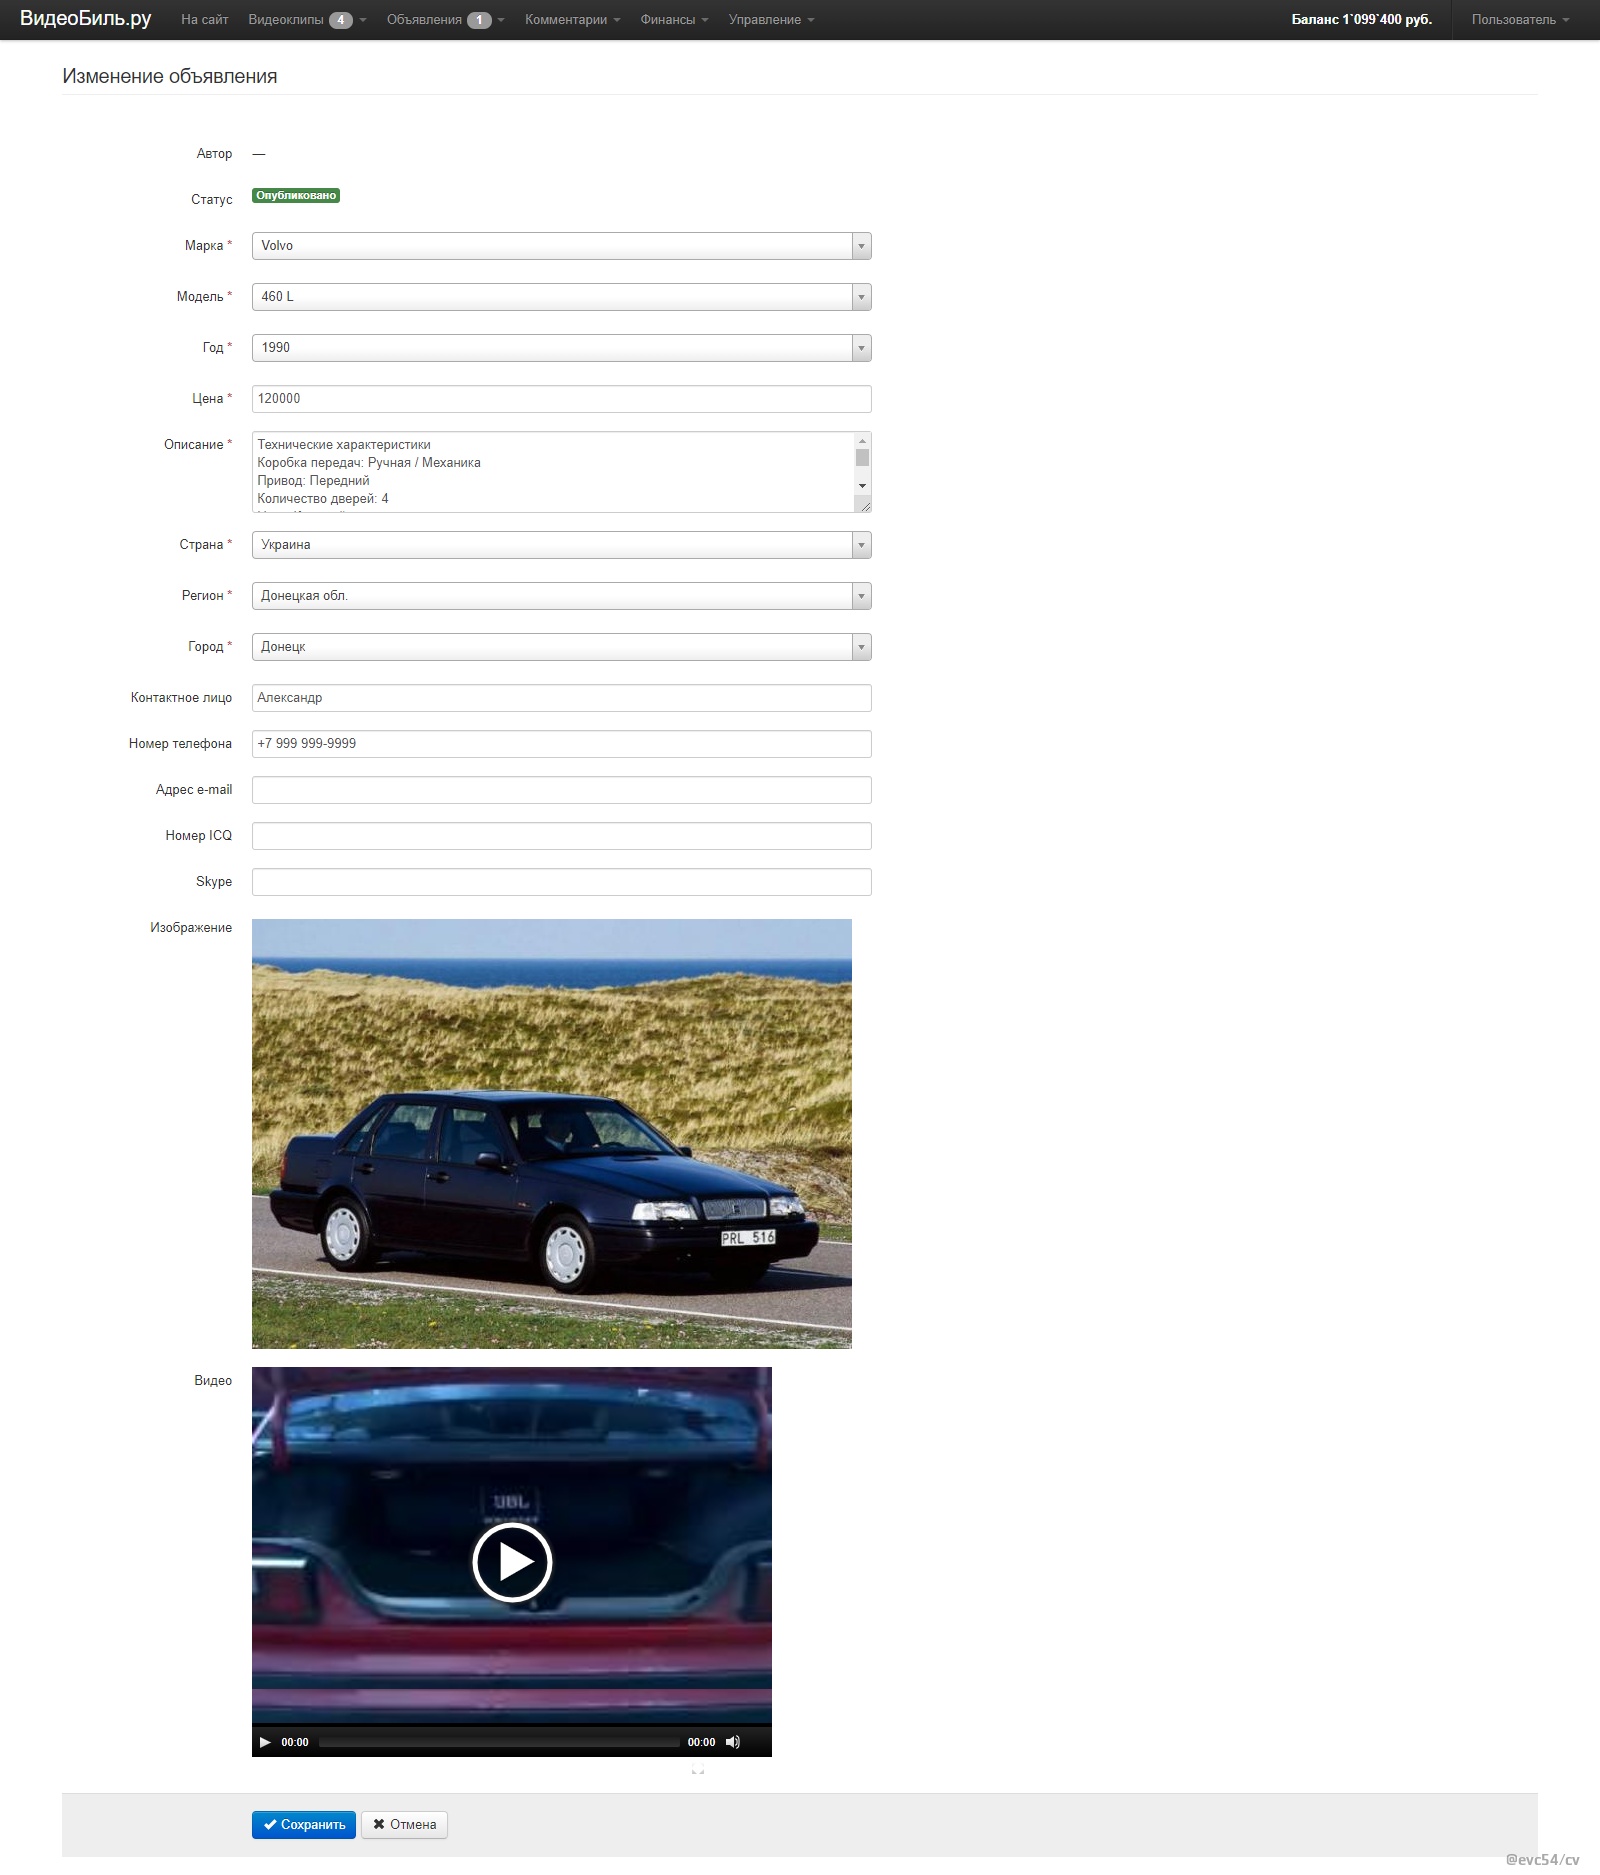 ВидеоБиль.ру На сайт Видеоклипы 4 Объявления 1 Комментарии Финансы Управление Баланс 1`099`400 руб. Пользователь
Изменение объявления
Автор —
Статус Опубликовано
Марка * Volvo
Модель * 460 L
Год * 1990
Цена * 120000
Описание * Технические характеристики
Коробка передач: Ручная / Механика
Привод: Передний
Количество дверей: 4
Страна * Украина
Регион * Донецкая обл.
Город * Донецк
Контактное лицо Александр
Номер телефона +7 999 999-9999
Адрес e-mail
Номер ICQ
Skype
Изображение
PRL 516
Видео
JBL
00:00 00:00
Сохранить Отмена
@evc54/cv